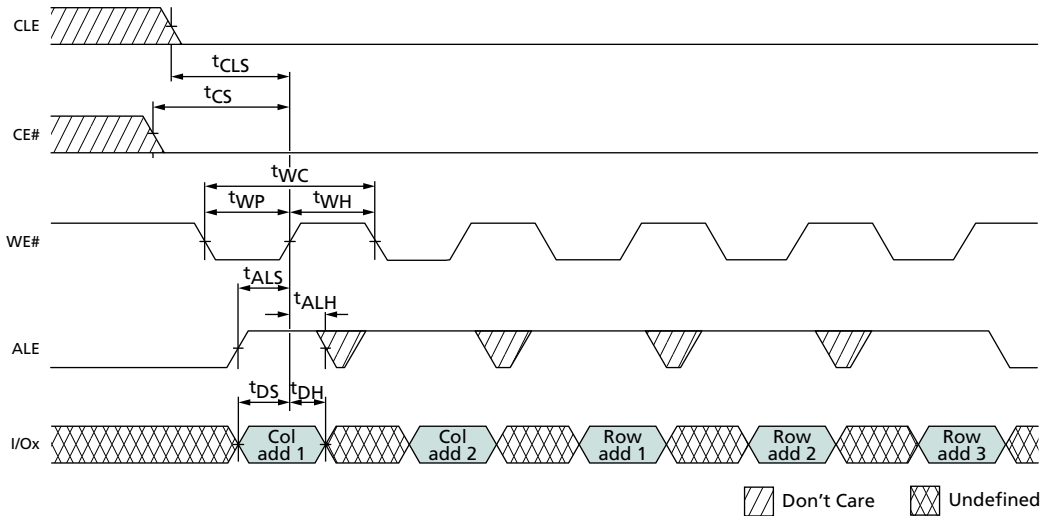 CLE
tCLS
tCS
CE#
tWC
tWP
tWH
WE#
tALS
tALH
ALE
tDS
tDH
I/Ox
Col
add 1
Col
add 2
Row
add 1
Row
add 2
Row
add 3
Don't Care
Undefined